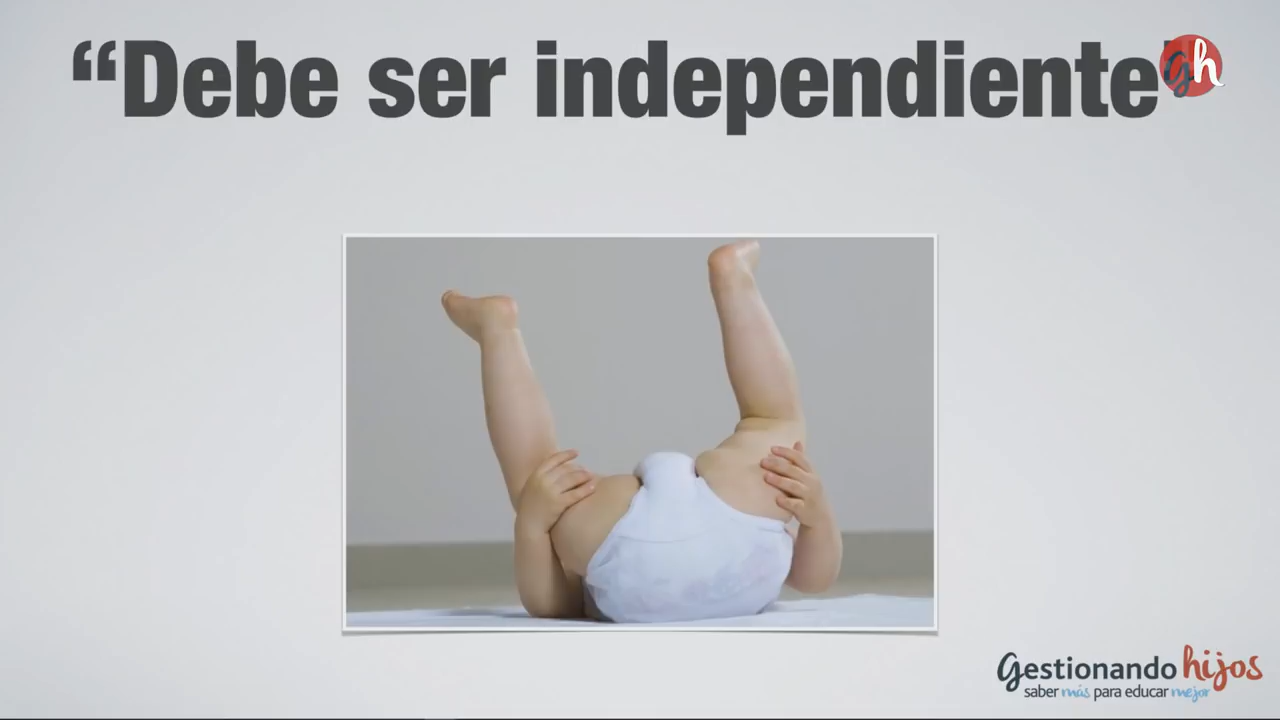 “Debe ser independiente”
gh
Gestionando hijos
saber más para educar mejor